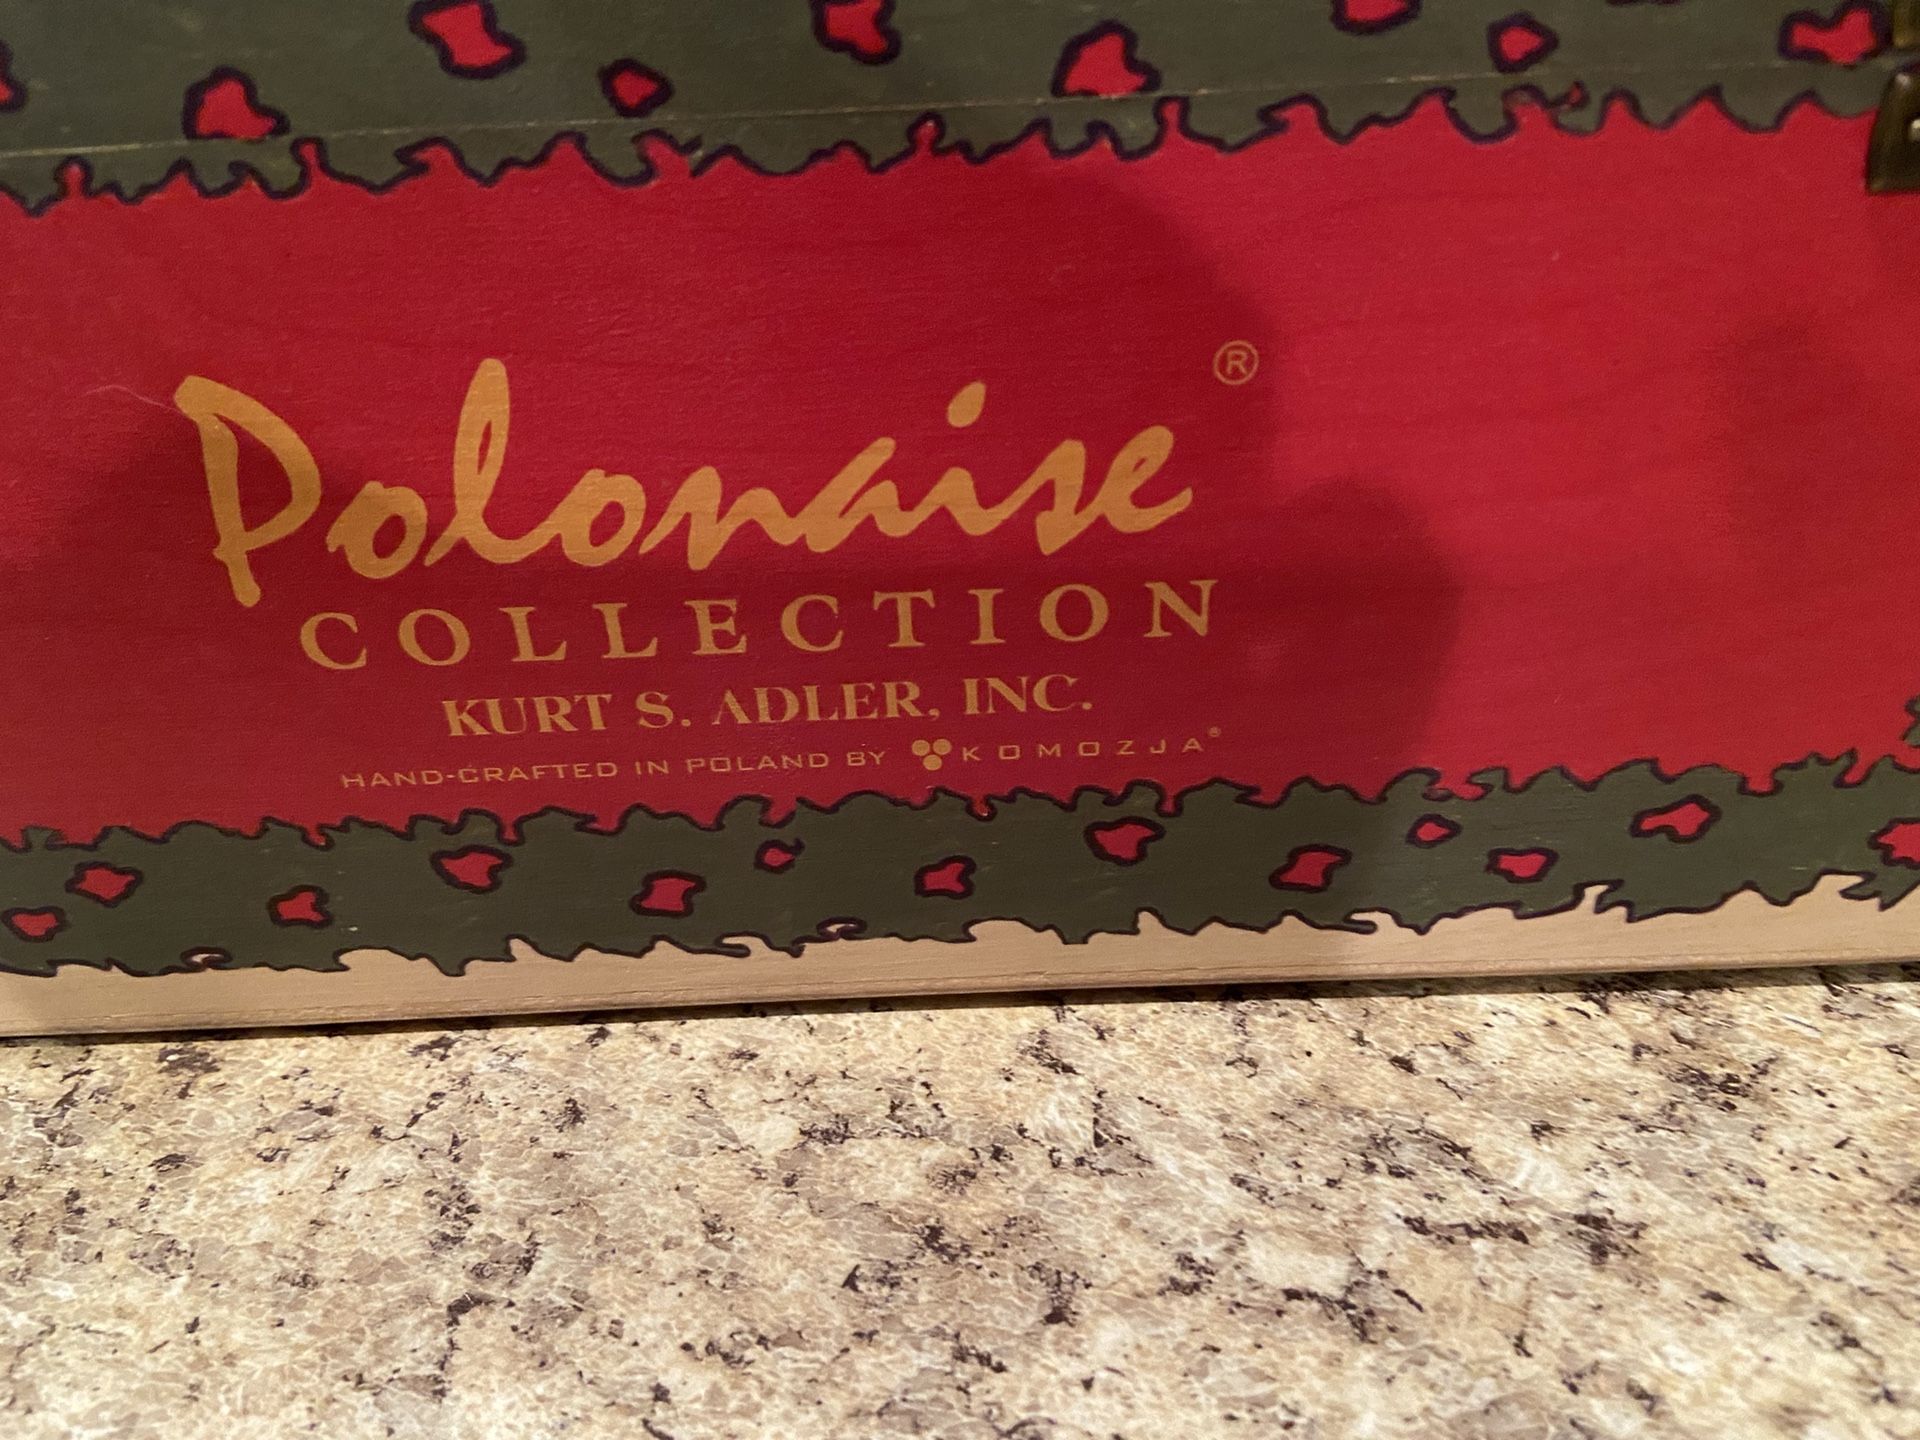 Polonaise ®
COLLECTION
KURT S. ADLER, INC.
HAND-CRAFTED IN POLAND BY KOMOZJA®